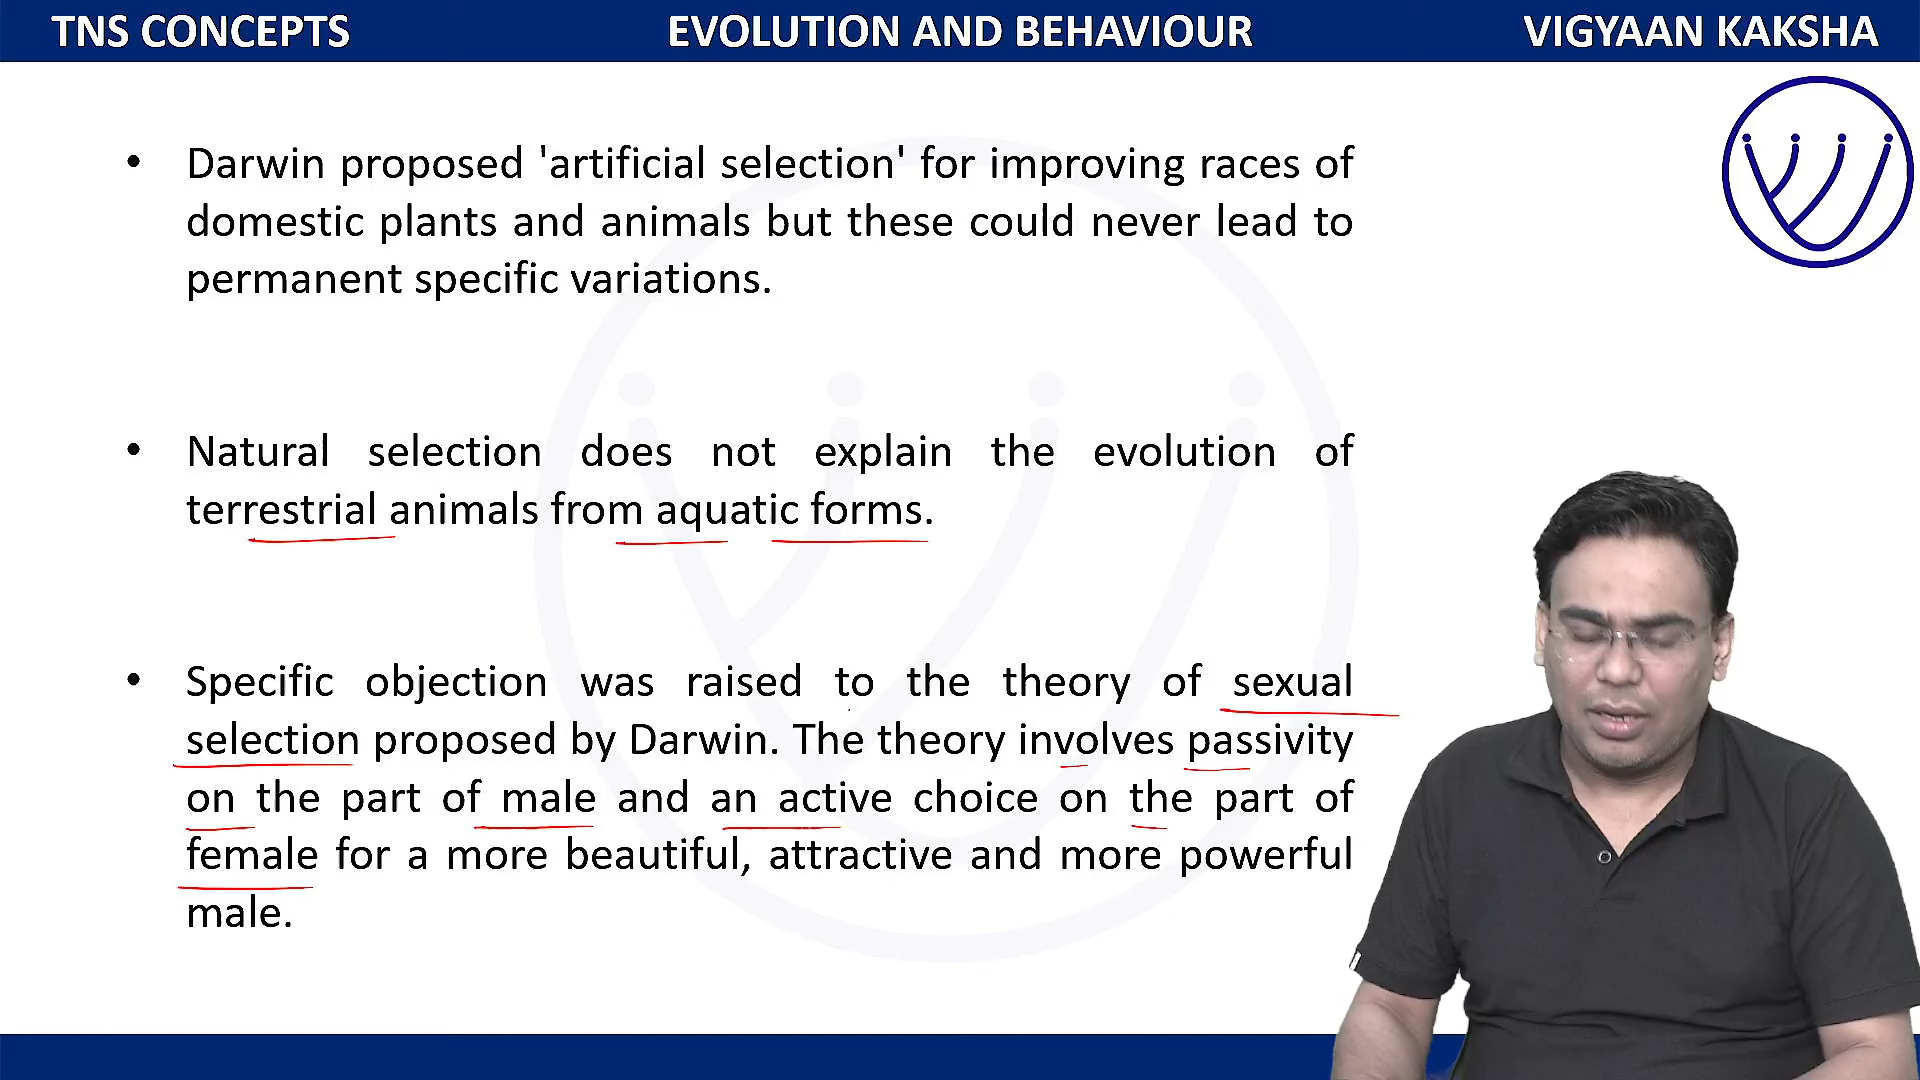 TNS CONCEPTS EVOLUTION AND BEHAVIOUR VIGYAAN KAKSHA
• Darwin proposed 'artificial selection' for improving races of
domestic plants and animals but these could never lead to
permanent specific variations.
• Natural selection does not explain the evolution of
terrestrial animals from aquatic forms.
• Specific objection was raised to the theory of sexual
selection proposed by Darwin. The theory involves passivity
on the part of male and an active choice on the part of
female for a more beautiful, attractive and more powerful
male.